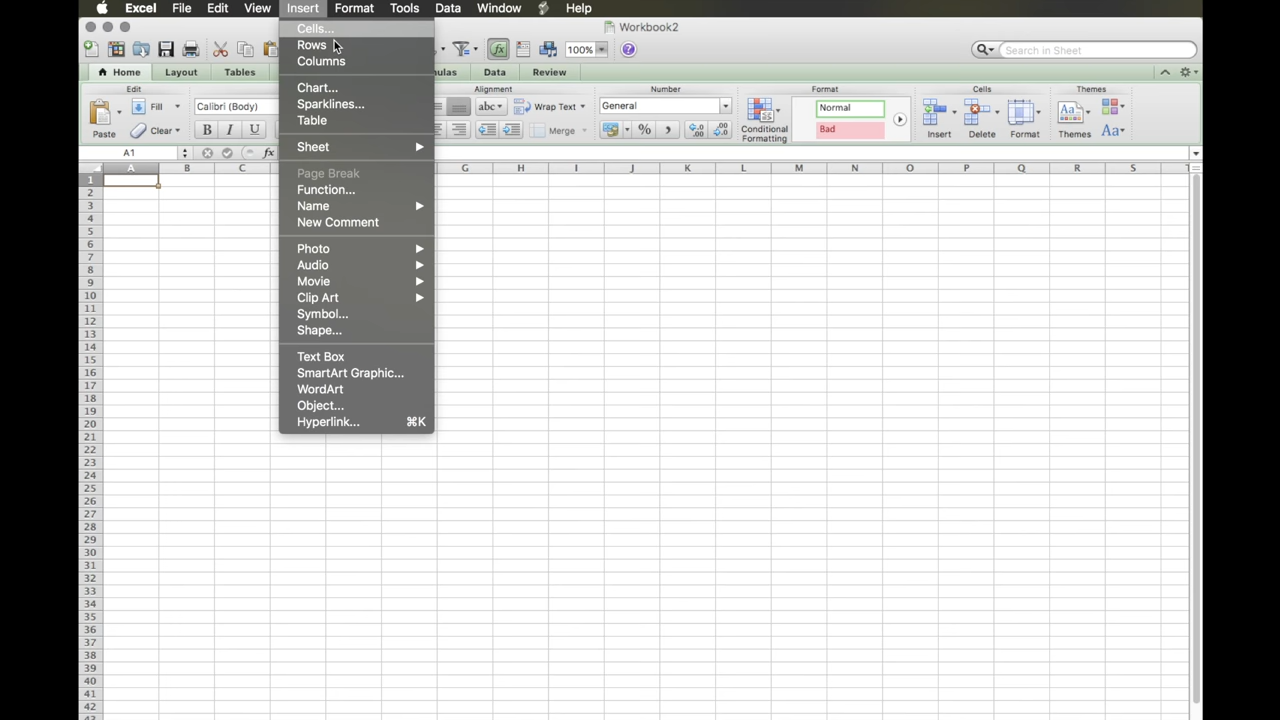 Excel File Edit View Insert Format Tools Data Window Help
Workbook2
100% Search in Sheet
Home Layout Tables Data Review
Edit Alignment Number Format Cells Themes
Fill Calibri (Body) abc Wrap Text General Normal
Paste Clear B I U Merge % Conditional Formatting Bad Insert Delete Format Themes Aa
A1 fx
A B C G H I J K L M N O P Q R S
Cells...
Rows
Columns
Chart...
Sparklines...
Table
Sheet
Page Break
Function...
Name
New Comment
Photo
Audio
Movie
Clip Art
Symbol...
Shape...
Text Box
SmartArt Graphic...
WordArt
Object...
Hyperlink... ⌘K
1
2
3
4
5
6
7
8
9
10
11
12
13
14
15
16
17
18
19
20
21
22
23
24
25
26
27
28
29
30
31
32
33
34
35
36
37
38
39
40
41
42